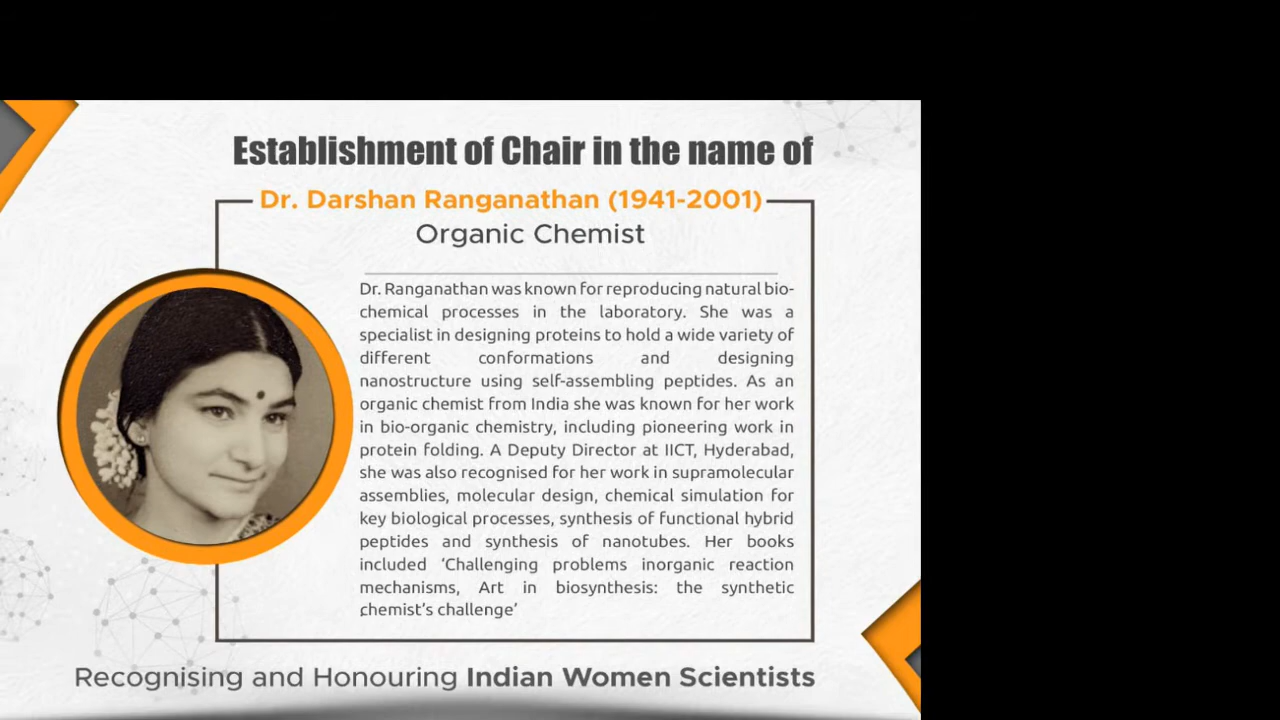 Establishment of Chair in the name of
Dr. Darshan Ranganathan (1941-2001)
Organic Chemist
Dr. Ranganathan was known for reproducing natural bio-
chemical processes in the laboratory. She was a
specialist in designing proteins to hold a wide variety of
different conformations and designing
nanostructure using self-assembling peptides. As an
organic chemist from India she was known for her work
in bio-organic chemistry, including pioneering work in
protein folding. A Deputy Director at IICT, Hyderabad,
she was also recognised for her work in supramolecular
assemblies, molecular design, chemical simulation for
key biological processes, synthesis of functional hybrid
peptides and synthesis of nanotubes. Her books
included ‘Challenging problems inorganic reaction
mechanisms, Art in biosynthesis: the synthetic
chemist's challenge’
Recognising and Honouring Indian Women Scientists